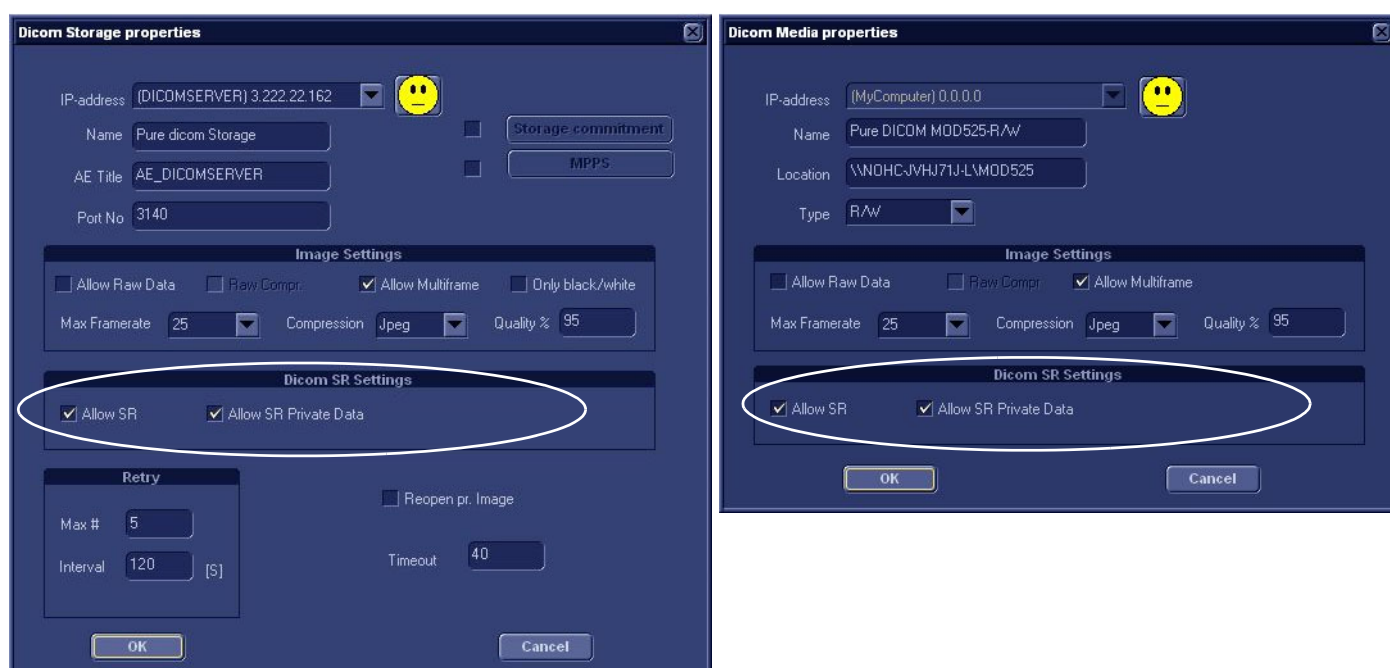 Dicom Storage properties
IP-address (DICOMSERVER) 3.222.22.162
Name Pure dicom Storage
Storage commitment
AE Title AE_DICOMSERVER
MPPS
Port No 3140
Image Settings
Allow Raw Data Raw Compr. Allow Multiframe Only black/white
Max Framerate 25 Compression Jpeg Quality % 95
Dicom SR Settings
Allow SR Allow SR Private Data
Retry
Max # 5
Interval 120 [S]
Reopen pr. Image
Timeout 40
OK Cancel
Dicom Media properties
IP-address (MyComputer) 0.0.0.0
Name Pure DICOM MOD525-R/W
Location \\NOHC-JVHJ71J-L\MOD525
Type R/W
Image Settings
Allow Raw Data Raw Compr Allow Multiframe
Max Framerate 25 Compression Jpeg Quality % 95
Dicom SR Settings
Allow SR Allow SR Private Data
OK Cancel